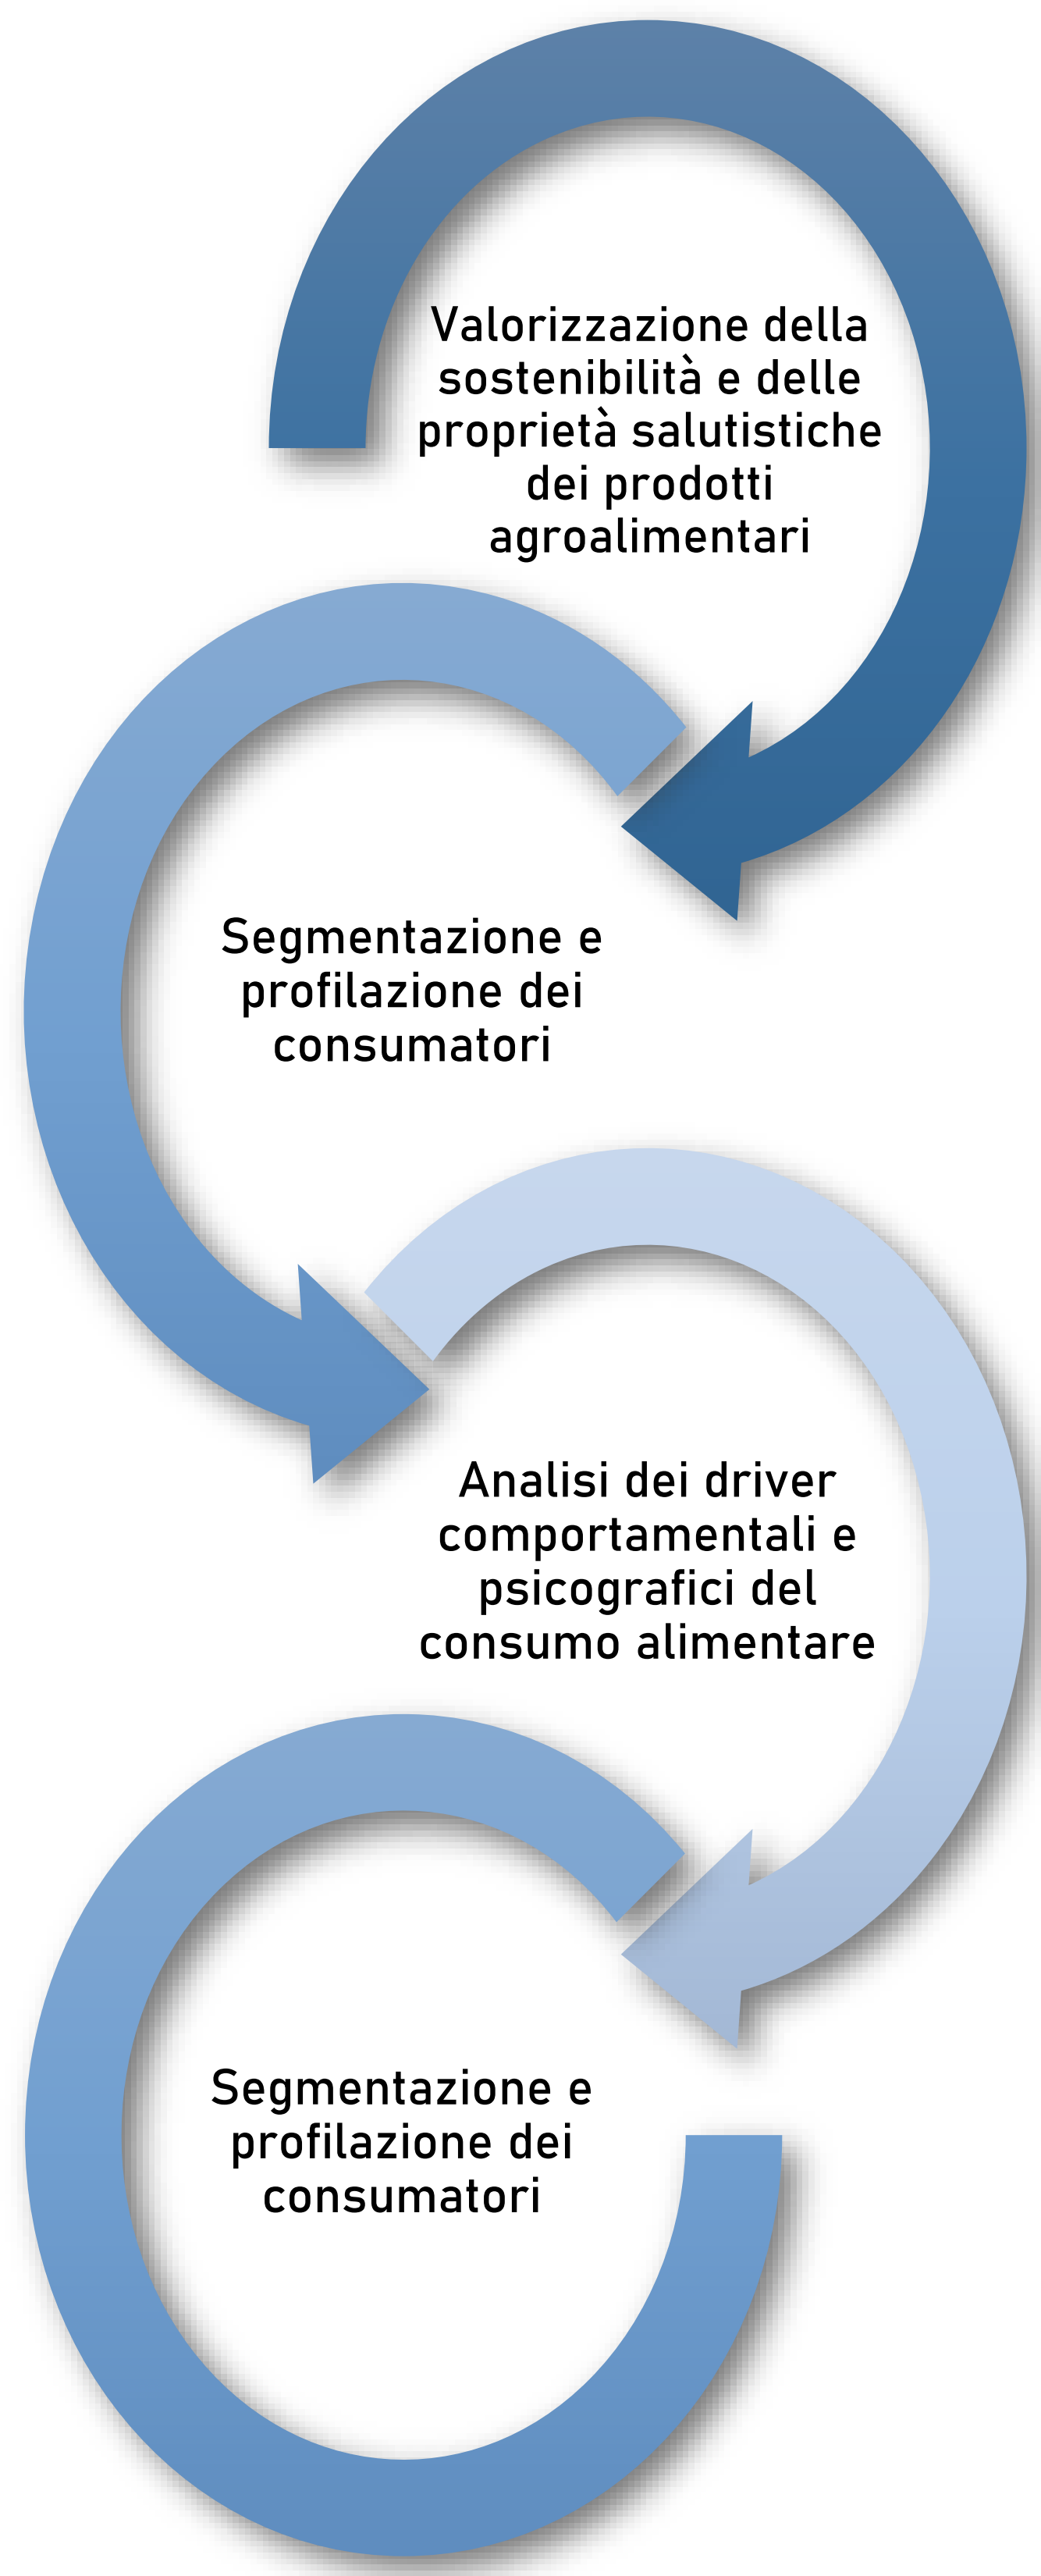 Valorizzazione della
sostenibilità e delle
proprietà salutistiche
dei prodotti
agroalimentari
Segmentazione e
profilazione dei
consumatori
Analisi dei driver
comportamentali e
psicografici del
consumo alimentare
Segmentazione e
profilazione dei
consumatori